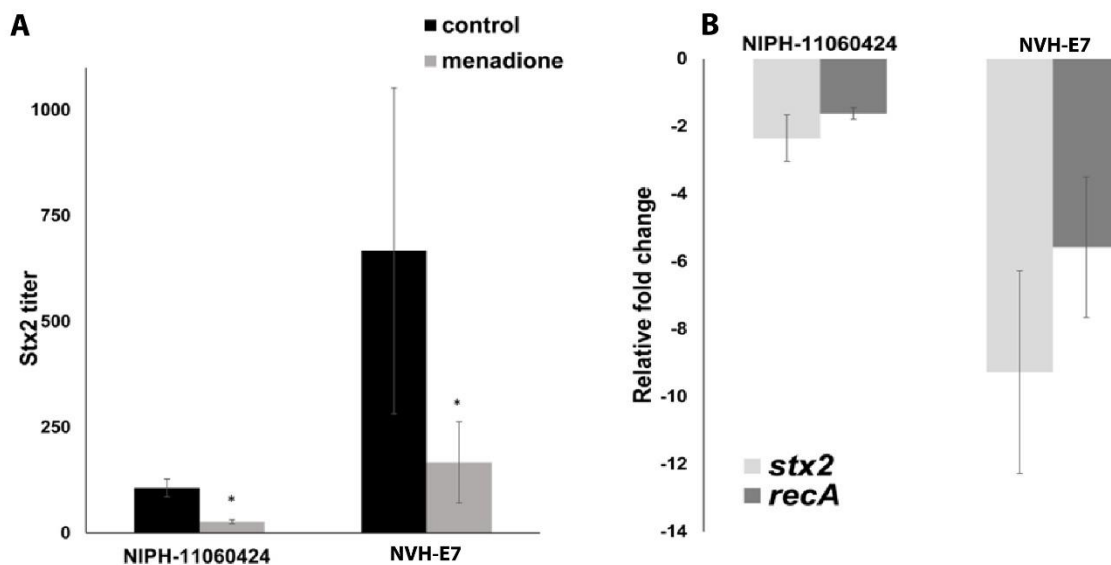 A
control
menadione
1000
750
500
250
0
Stx2 titer
*
*
NIPH-11060424
NVH-E7
B
NIPH-11060424
NVH-E7
0
-2
-4
-6
-8
-10
-12
-14
Relative fold change
stx2
recA